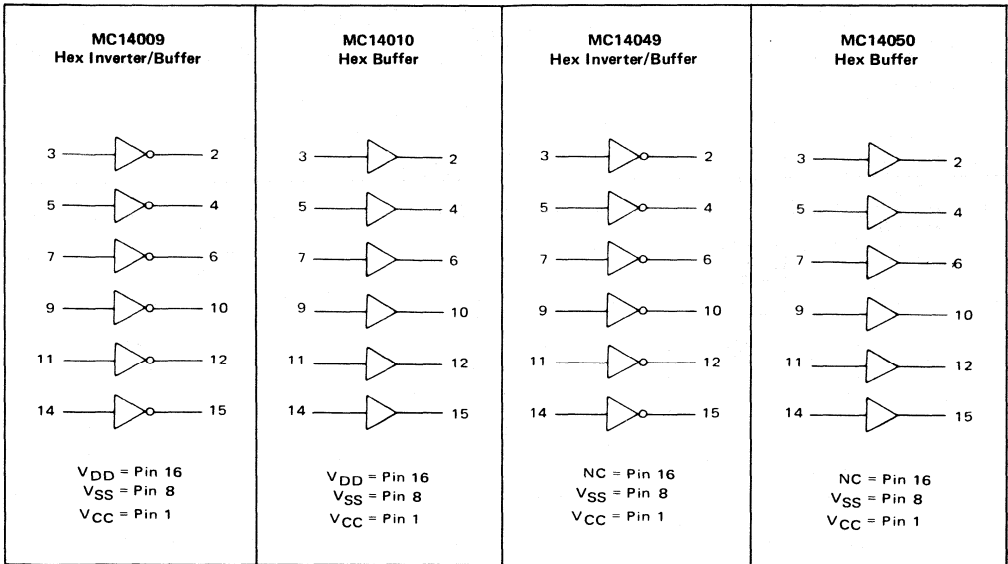 MC14009
Hex Inverter/Buffer
3 2
5 4
7 6
9 10
11 12
14 15
VDD = Pin 16
VSS = Pin 8
VCC = Pin 1
MC14010
Hex Buffer
3 2
5 4
7 6
9 10
11 12
14 15
VDD = Pin 16
VSS = Pin 8
VCC = Pin 1
MC14049
Hex Inverter/Buffer
3 2
5 4
7 6
9 10
11 12
14 15
NC = Pin 16
VSS = Pin 8
VCC = Pin 1
MC14050
Hex Buffer
3 2
5 4
7 6
9 10
11 12
14 15
NC = Pin 16
VSS = Pin 8
VCC = Pin 1